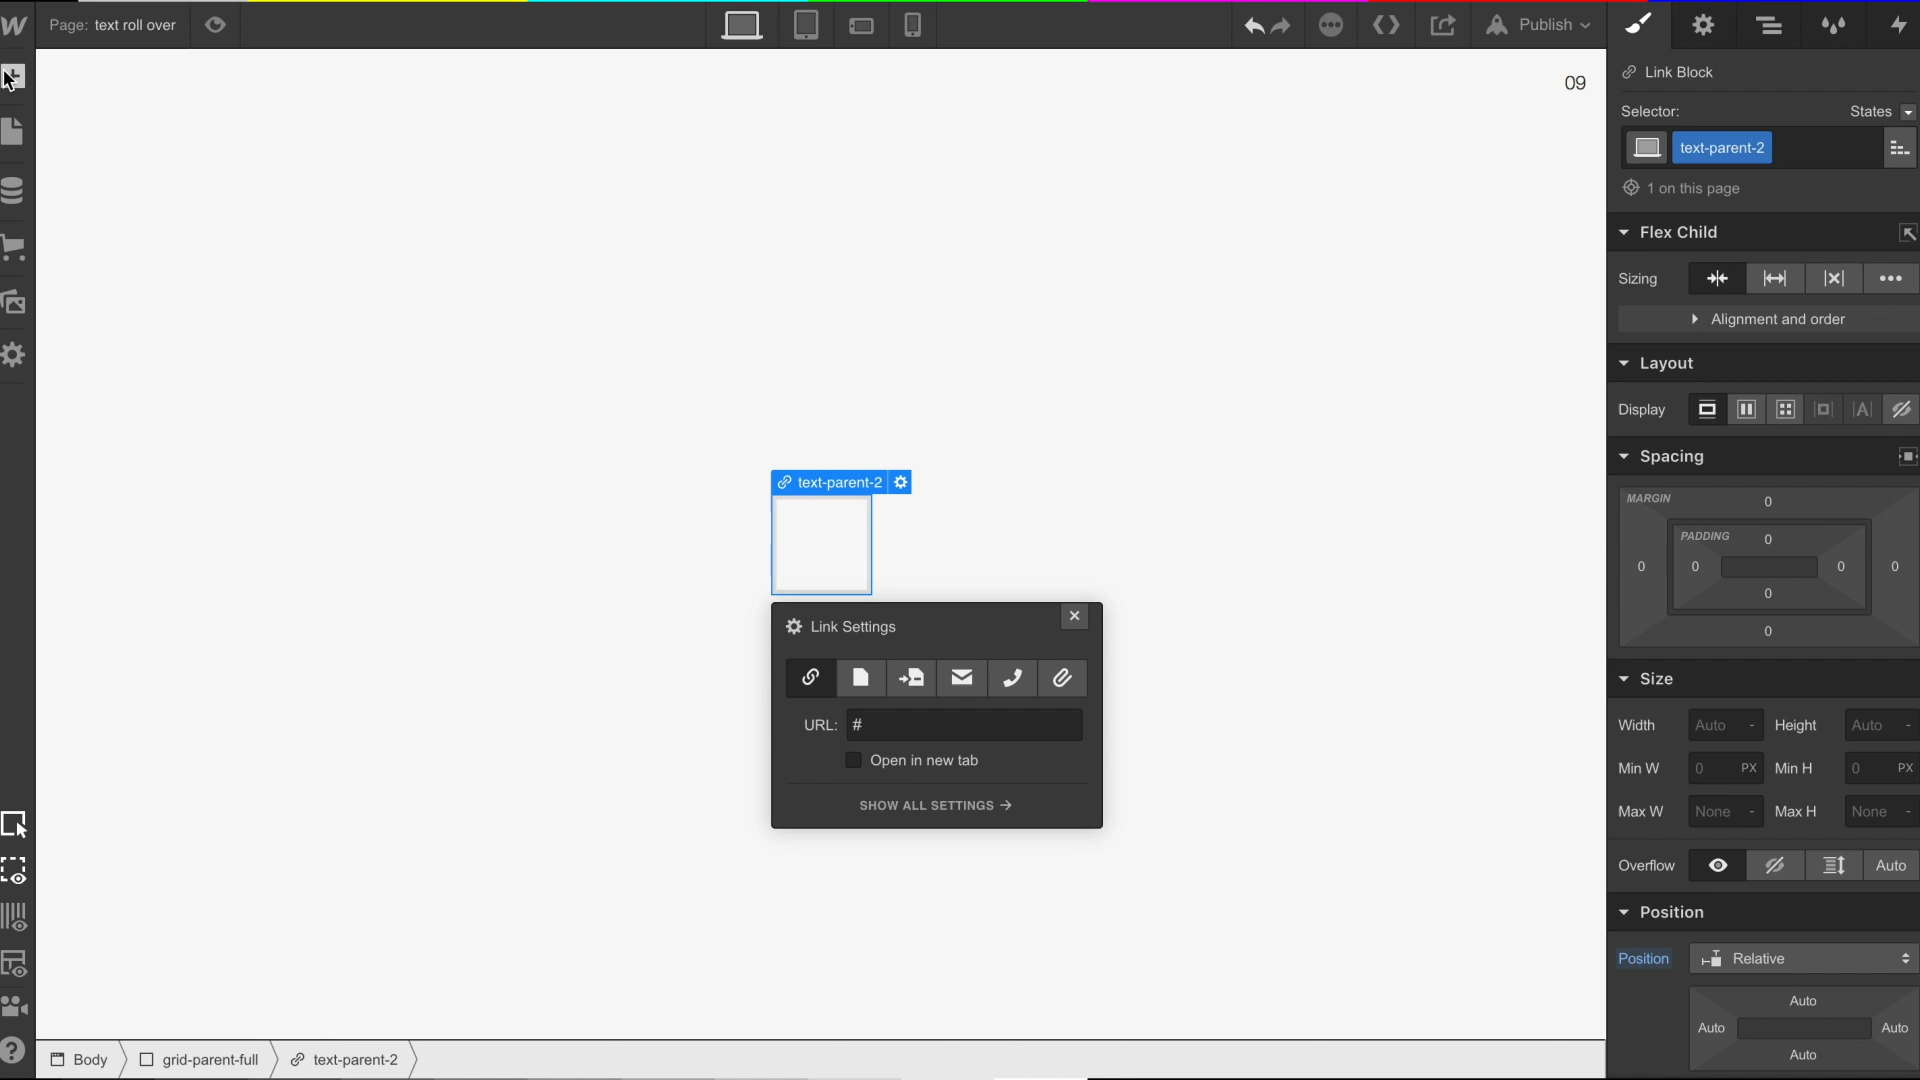 Page: text roll over
Publish
09
Link Block
Selector:
States
text-parent-2
1 on this page
Flex Child
Sizing
Alignment and order
Layout
Display
Spacing
MARGIN
0
PADDING
0
0
0
0
0
0
0
Size
Width
Auto
-
Height
Auto
-
Min W
0
PX
Min H
0
PX
Max W
None
-
Max H
None
-
Overflow
Auto
Position
Position
Relative
Auto
Auto
Auto
Auto
text-parent-2
Link Settings
URL:
#
Open in new tab
SHOW ALL SETTINGS
Body
grid-parent-full
text-parent-2